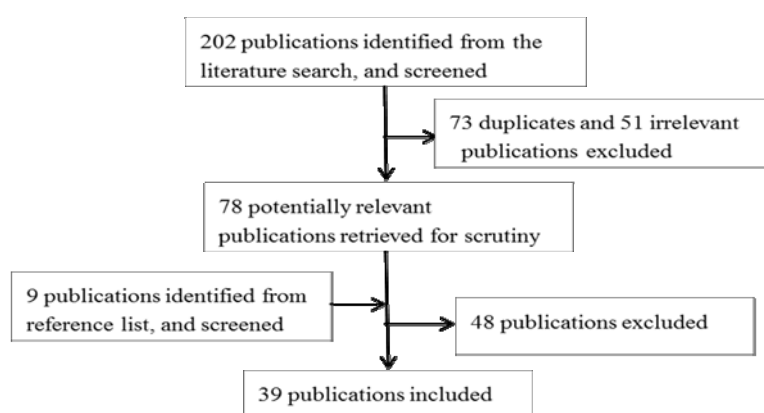 202 publications identified from the
literature search, and screened
73 duplicates and 51 irrelevant
publications excluded
78 potentially relevant
publications retrieved for scrutiny
9 publications identified from
reference list, and screened
48 publications excluded
39 publications included